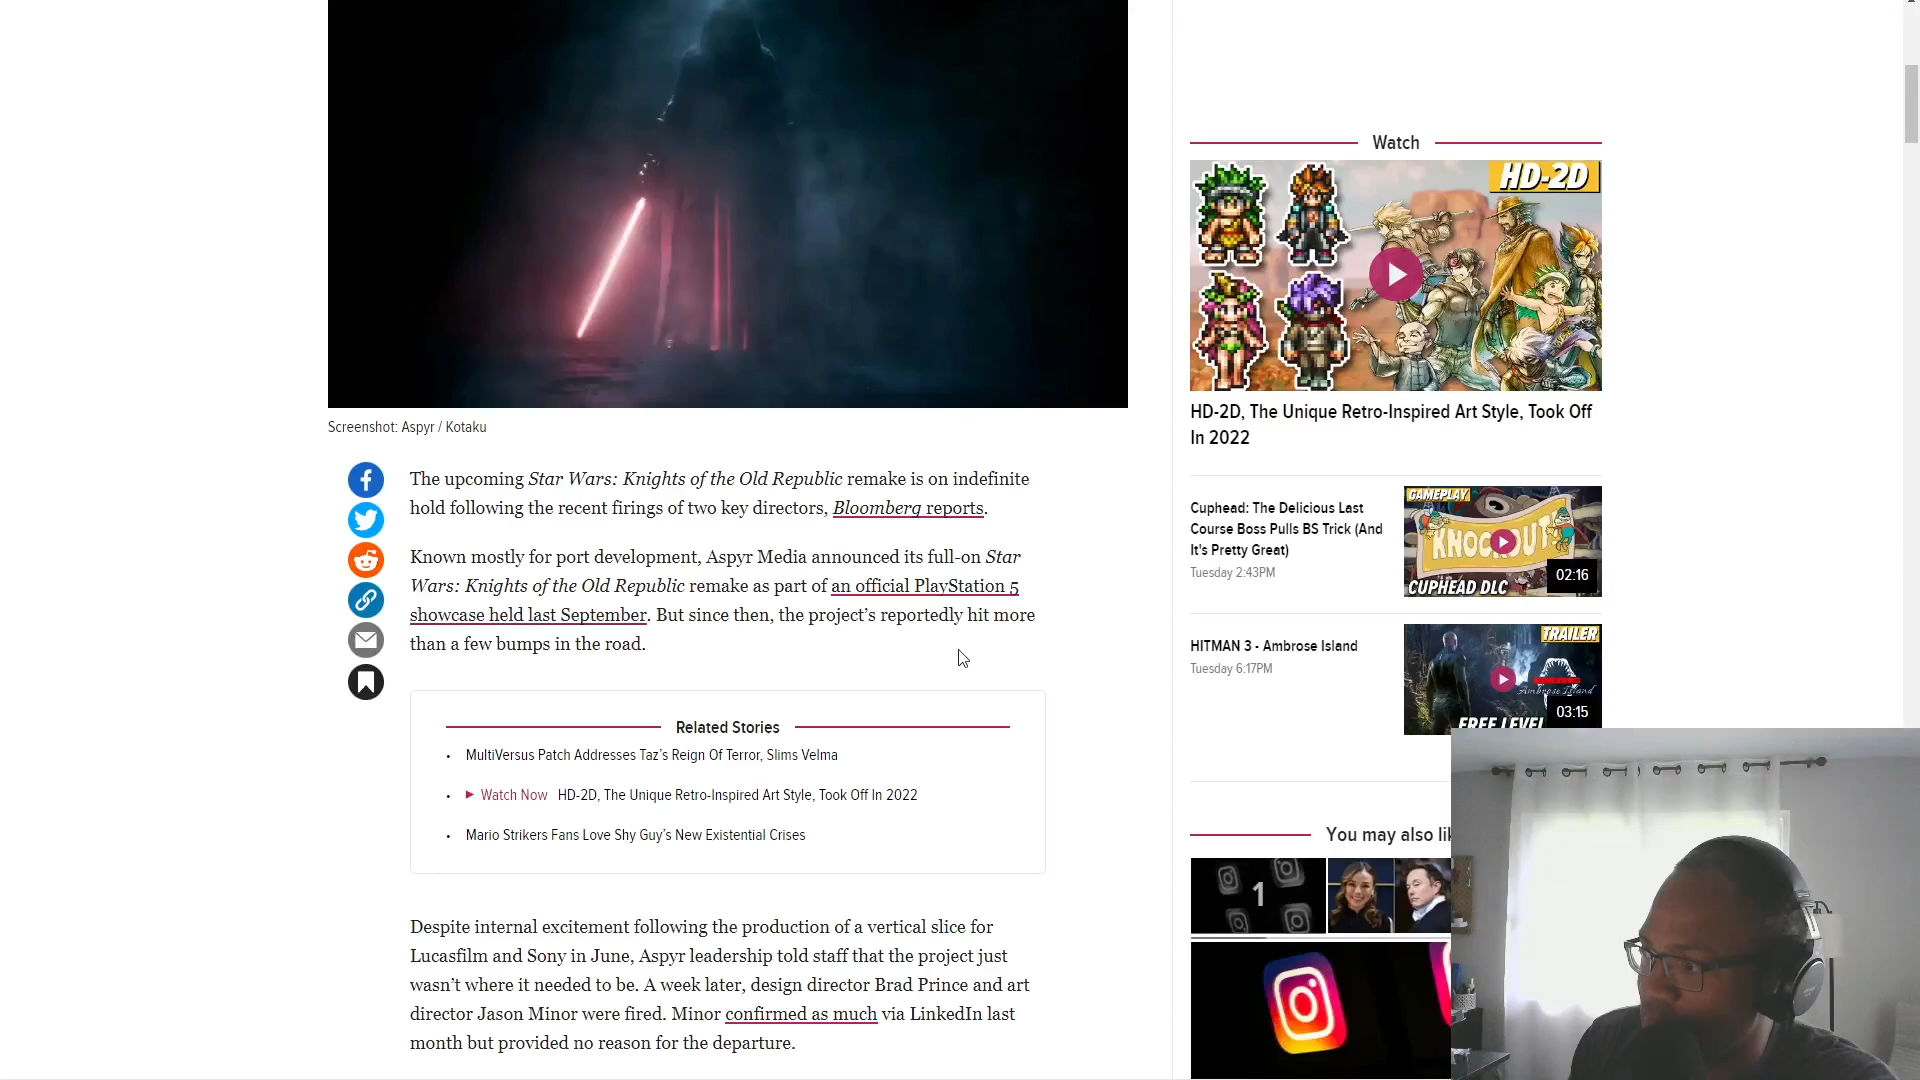 Screenshot: Aspyr / Kotaku
The upcoming Star Wars: Knights of the Old Republic remake is on indefinite
hold following the recent firings of two key directors, Bloomberg reports.
Known mostly for port development, Aspyr Media announced its full-on Star
Wars: Knights of the Old Republic remake as part of an official PlayStation 5
showcase held last September. But since then, the project’s reportedly hit more
than a few bumps in the road.
Related Stories
• MultiVersus Patch Addresses Taz’s Reign Of Terror, Slims Velma
• Watch Now HD-2D, The Unique Retro-Inspired Art Style, Took Off In 2022
• Mario Strikers Fans Love Shy Guy’s New Existential Crises
Despite internal excitement following the production of a vertical slice for
Lucasfilm and Sony in June, Aspyr leadership told staff that the project just
wasn’t where it needed to be. A week later, design director Brad Prince and art
director Jason Minor were fired. Minor confirmed as much via LinkedIn last
month but provided no reason for the departure.
Watch
HD-2D
HD-2D, The Unique Retro-Inspired Art Style, Took Off
In 2022
Cuphead: The Delicious Last
Course Boss Pulls BS Trick (And
It's Pretty Great)
Tuesday 2:43PM
GAMEPLAY
KNOCKOUT!
CUPHEAD DLC
02:16
HITMAN 3 - Ambrose Island
Tuesday 6:17PM
TRAILER
Ambrose Island
FREE LEVEL
03:15
You may also li
1